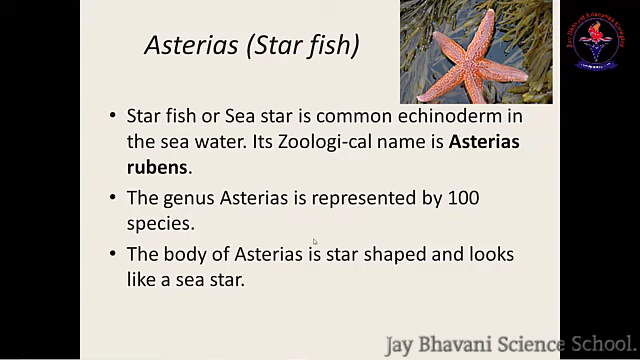 Asterias (Star fish)
• Star fish or Sea star is common echinoderm in
the sea water. Its Zoologi-cal name is Asterias
rubens.
• The genus Asterias is represented by 100
species.
• The body of Asterias is star shaped and looks
like a sea star.
Jay Bhavani Science School.